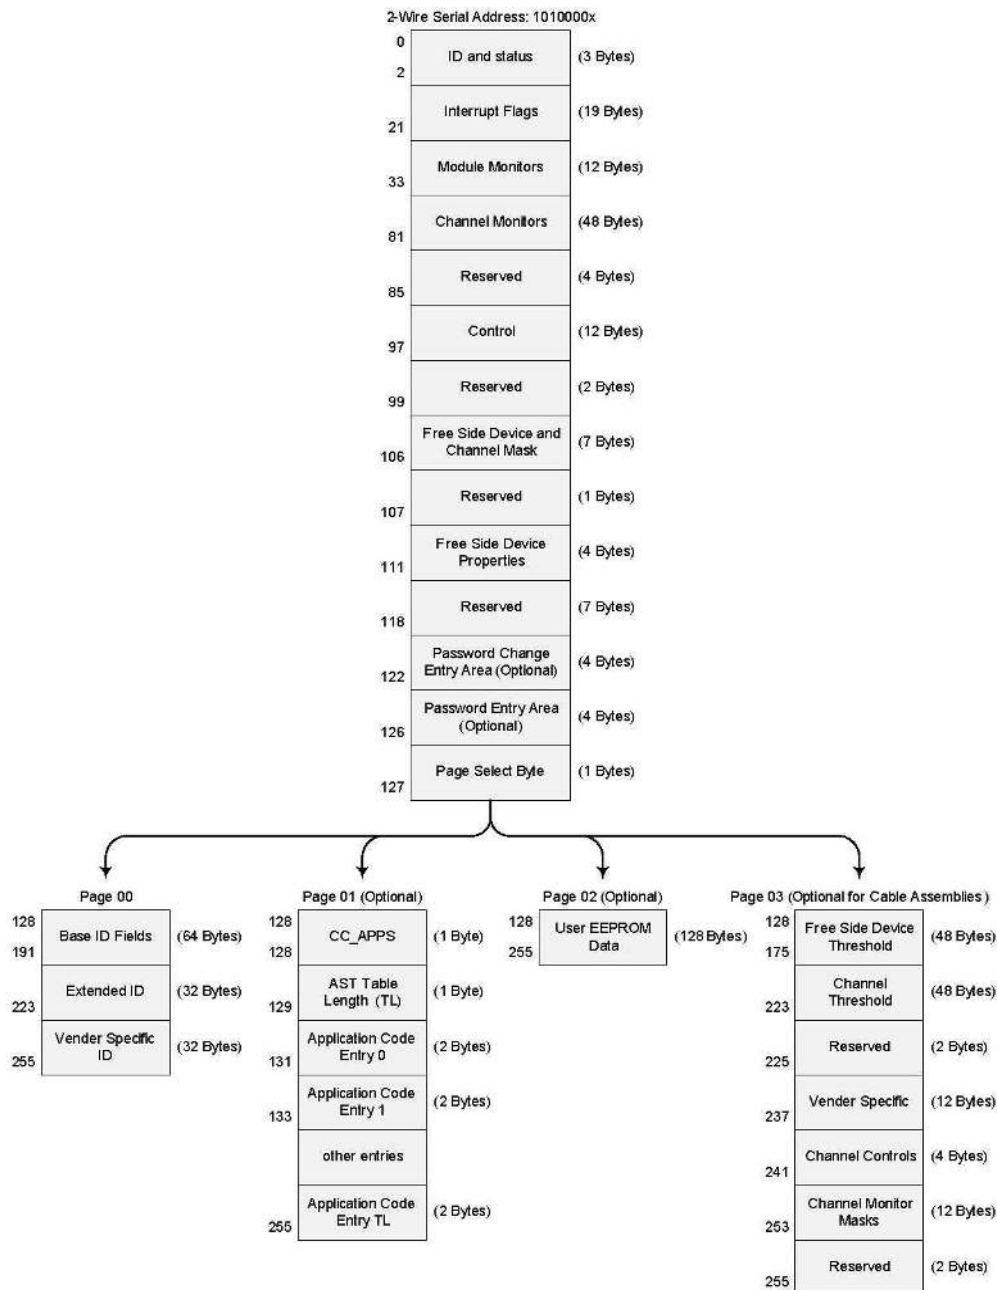 2-Wire Serial Address: 1010000x
0
ID and status (3 Bytes)
2
Interrupt Flags (19 Bytes)
21
Module Monitors (12 Bytes)
33
Channel Monitors (48 Bytes)
81
Reserved (4 Bytes)
85
Control (12 Bytes)
97
Reserved (2 Bytes)
99
Free Side Device and
Channel Mask
(7 Bytes)
106
Reserved (1 Bytes)
107
Free Side Device
Properties
(4 Bytes)
111
Reserved (7 Bytes)
118
Password Change
Entry Area (Optional)
(4 Bytes)
122
Password Entry Area
(Optional)
(4 Bytes)
126
Page Select Byte (1 Bytes)
127
Page 00
128
Base ID Fields (64 Bytes)
191
Extended ID (32 Bytes)
223
Vender Specific
ID
(32 Bytes)
255
Page 01 (Optional)
128
CC_APPS (1 Byte)
128
AST Table
Length (TL)
(1 Byte)
129
Application Code
Entry 0
(2 Bytes)
131
Application Code
Entry 1
(2 Bytes)
133
other entries
Application Code
Entry TL
(2 Bytes)
255
Page 02 (Optional)
128
User EEPROM
Data
(128 Bytes)
255
Page 03 (Optional for Cable Assemblies)
128
Free Side Device
Threshold
(48 Bytes)
175
Channel
Threshold
(48 Bytes)
223
Reserved (2 Bytes)
225
Vender Specific (12 Bytes)
237
Channel Controls (4 Bytes)
241
Channel Monitor
Masks
(12 Bytes)
253
Reserved (2 Bytes)
255